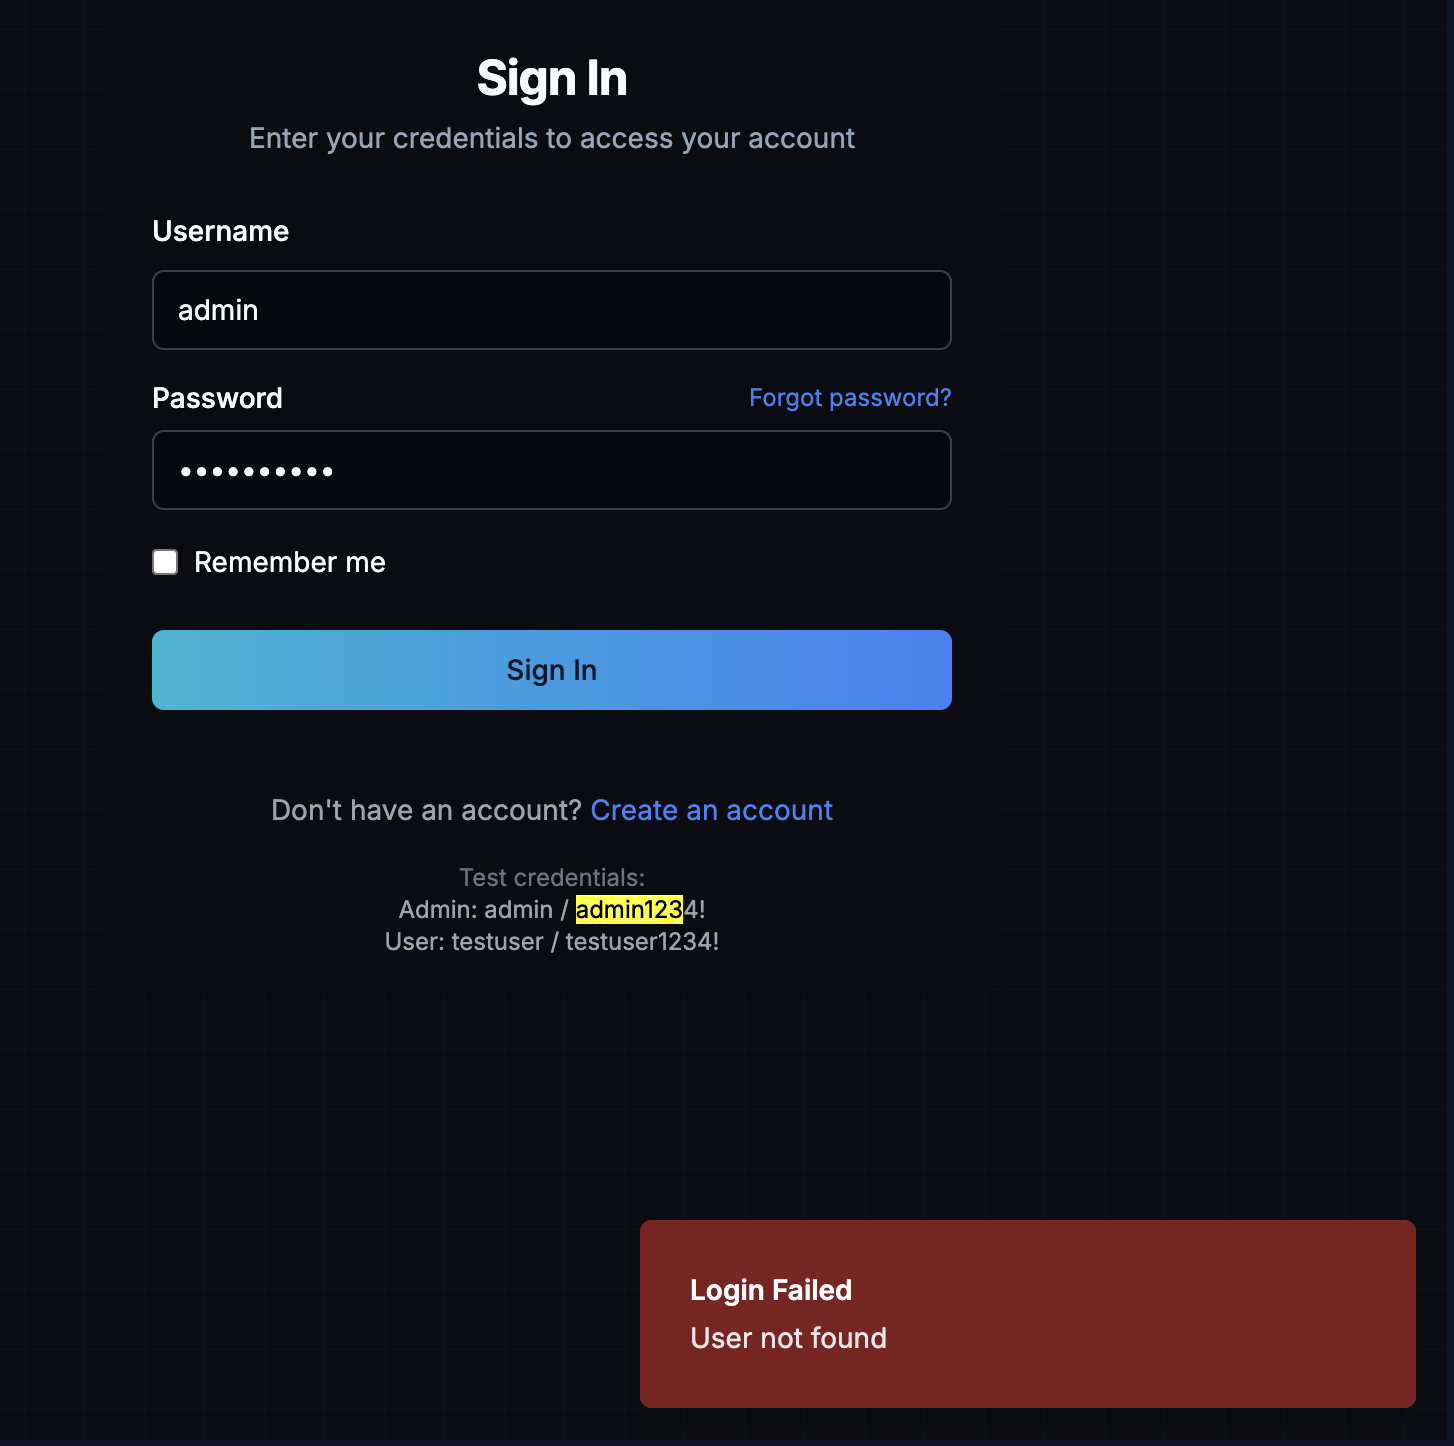 Sign In
Enter your credentials to access your account
Username
admin
Password
Forgot password?
••••••••••
Remember me
Sign In
Don't have an account? Create an account
Test credentials:
Admin: admin / admin1234!
User: testuser / testuser1234!
Login Failed
User not found